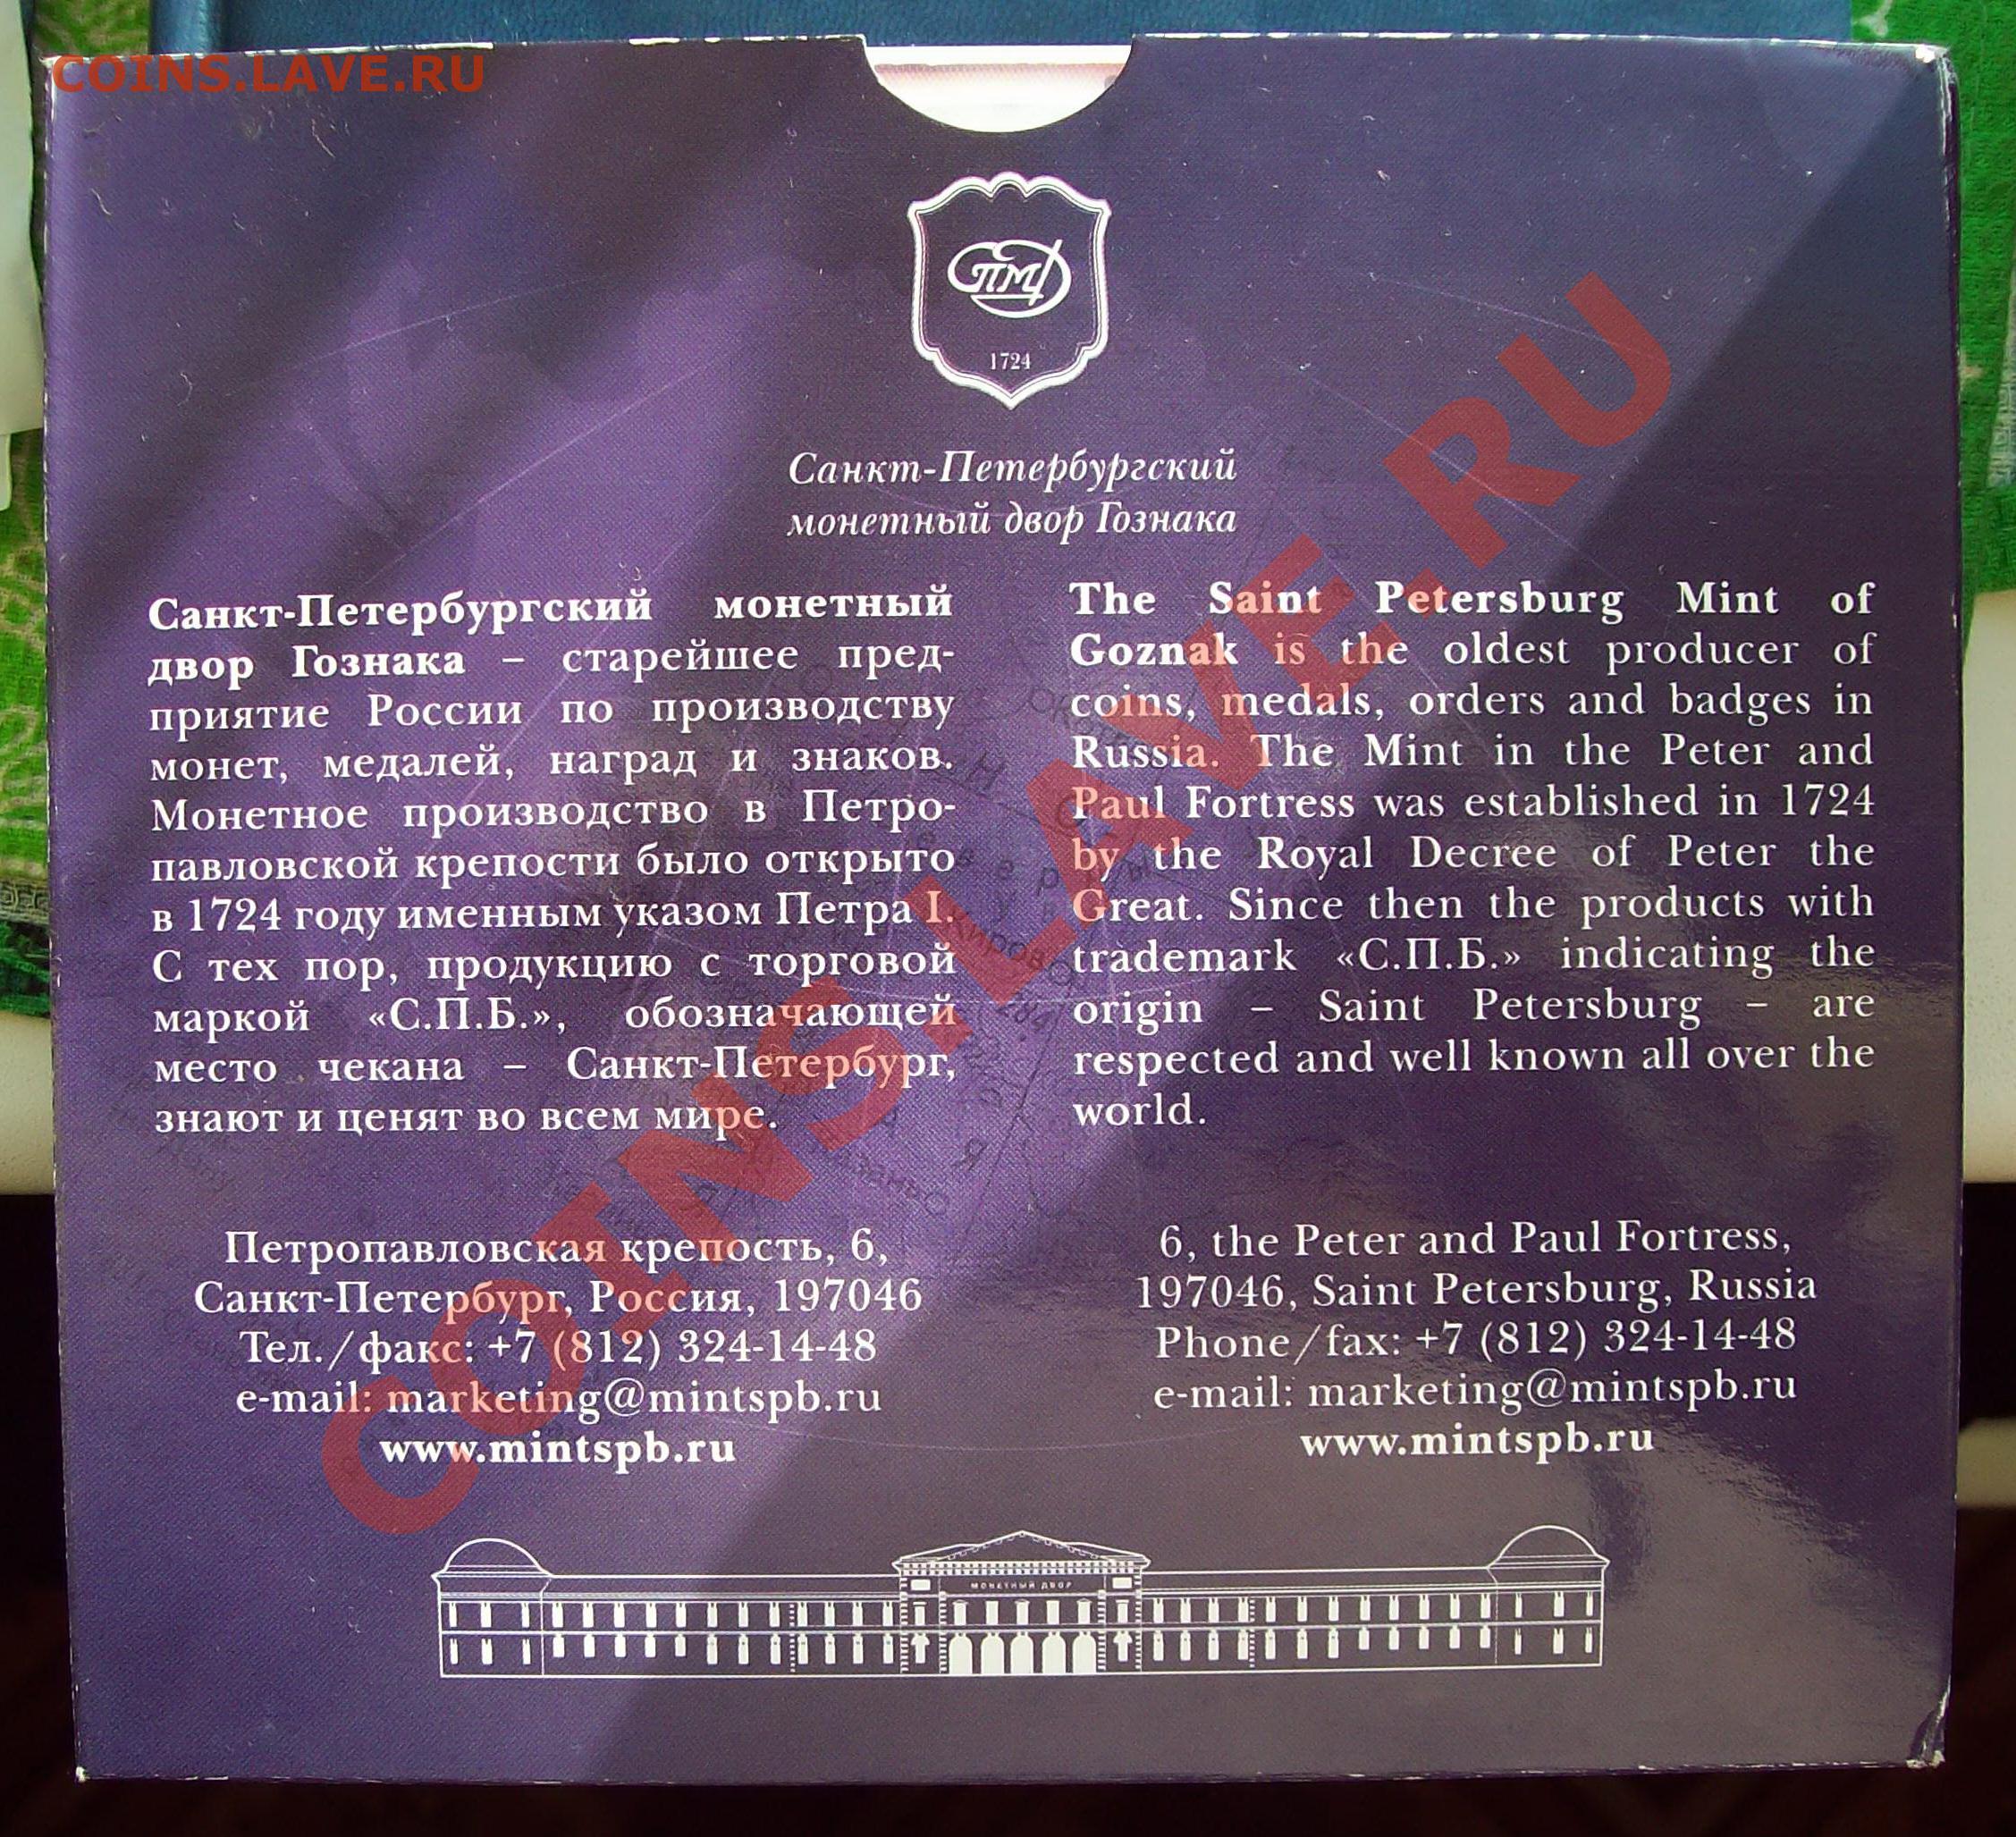 COINS.LAVE.RU
СПМД
1724
Санкт-Петербургский
монетный двор Гознака
Санкт-Петербургский монетный
двор Гознака – старейшее пред-
приятие России по производству
монет, медалей, наград и знаков.
Монетное производство в Петро-
павловской крепости было открыто
в 1724 году именным указом Петра I.
С тех пор, продукцию с торговой
маркой «С.П.Б.», обозначающей
место чекана – Санкт-Петербург,
знают и ценят во всем мире.
Петропавловская крепость, 6,
Санкт-Петербург, Россия, 197046
Тел./факс: +7 (812) 324-14-48
e-mail: marketing@mintspb.ru
www.mintspb.ru
The Saint Petersburg Mint of
Goznak is the oldest producer of
coins, medals, orders and badges in
Russia. The Mint in the Peter and
Paul Fortress was established in 1724
by the Royal Decree of Peter the
Great. Since then the products with
trademark «С.П.Б.» indicating the
origin – Saint Petersburg – are
respected and well known all over the
world.
6, the Peter and Paul Fortress,
197046, Saint Petersburg, Russia
Phone/fax: +7 (812) 324-14-48
e-mail: marketing@mintspb.ru
www.mintspb.ru
МОНЕТНЫЙ ДВОР
COINS.LAVE.RU